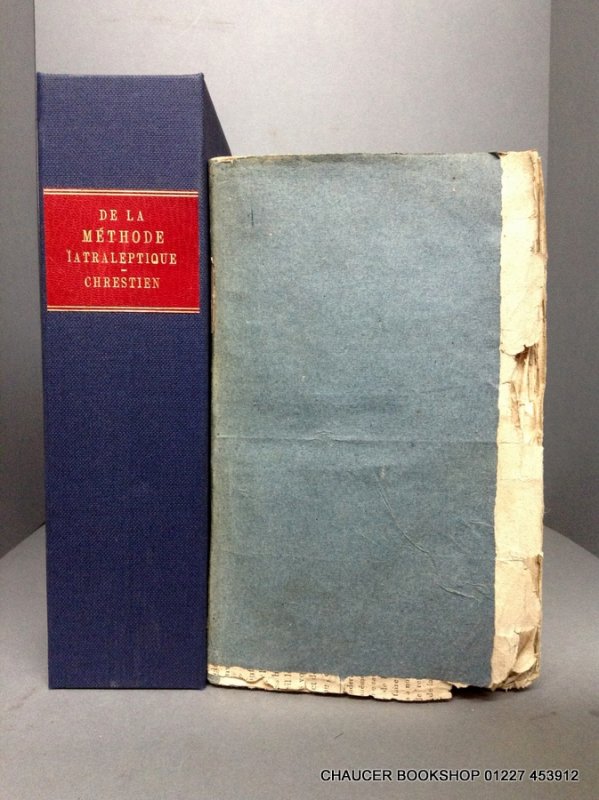 DE LA
MÉTHODE
IATRALEPTIQUE
-
CHRESTIEN
CHAUCER BOOKSHOP 01227 453912